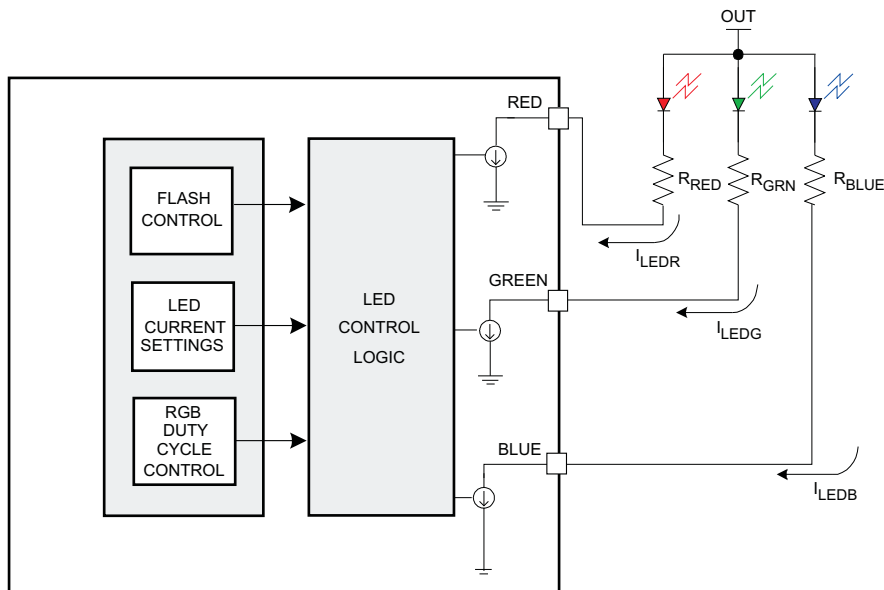 OUT
RED
R_RED
R_GRN
R_BLUE
FLASH
CONTROL
I_LEDR
GREEN
LED
CURRENT
SETTINGS
LED
CONTROL
LOGIC
I_LEDG
RGB
DUTY
CYCLE
CONTROL
BLUE
I_LEDB